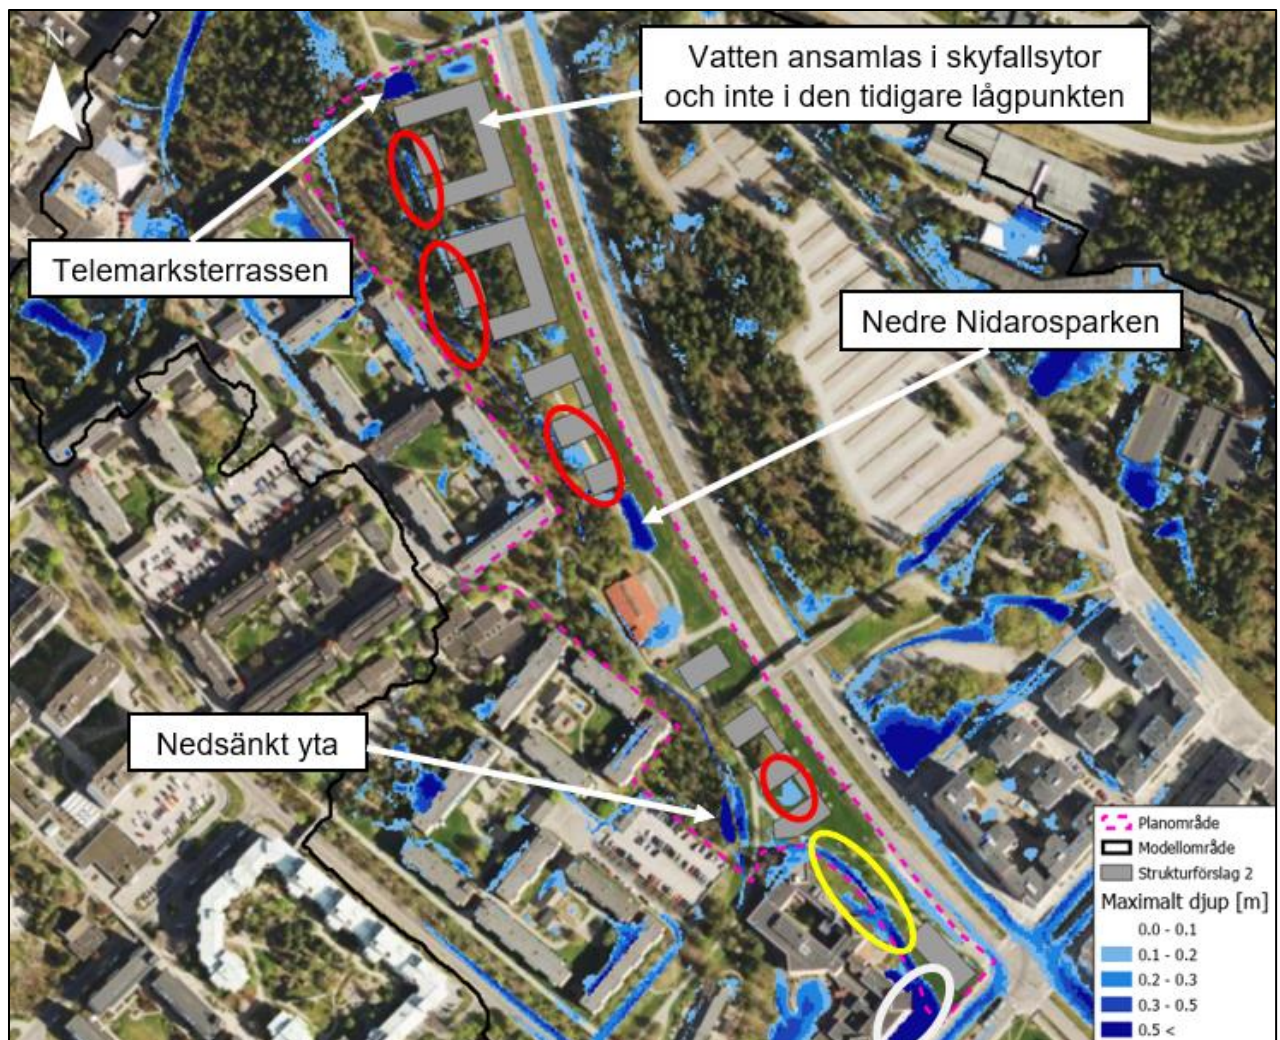 N
Vatten ansamlas i skyfallsytor
och inte i den tidigare lågpunkten
Telemarksterrassen
Nedre Nidarosparken
Nedsänkt yta
Planområde
Modellområde
Strukturförslag 2
Maximalt djup [m]
0.0 - 0.1
0.1 - 0.2
0.2 - 0.3
0.3 - 0.5
0.5 <